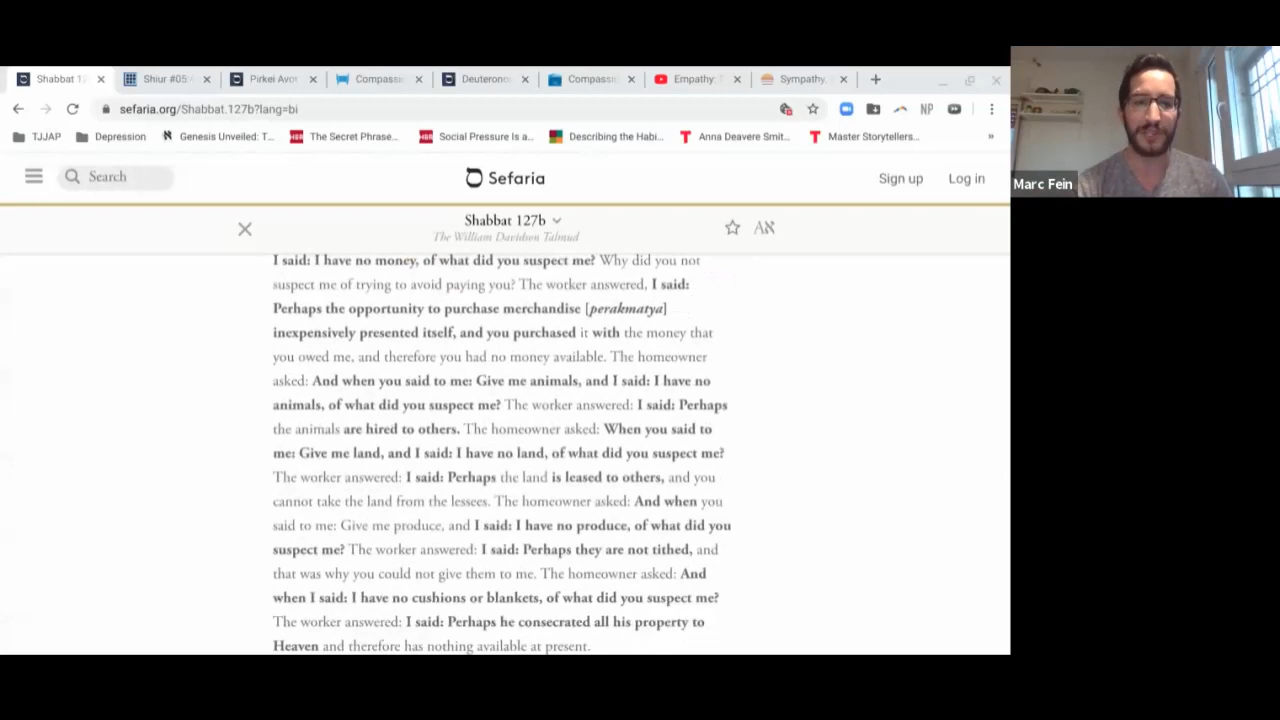 Shabbat 12
Shiur #05:
Pirkei Avot
Compassi
Deuteron
Compassi
Empathy:
Sympathy,
sefaria.org/Shabbat.127b?lang=bi
NP
TJJAP
Depression
Genesis Unveiled: T...
HBR
The Secret Phrase...
HBR
Social Pressure Is a...
Describing the Habi...
Anna Deavere Smit...
Master Storytellers...
»
Search
Sefaria
Sign up
Log in
Shabbat 127b
The William Davidson Talmud
Aא
I said: I have no money, of what did you suspect me? Why did you not
suspect me of trying to avoid paying you? The worker answered, I said:
Perhaps the opportunity to purchase merchandise [perakmatya]
inexpensively presented itself, and you purchased it with the money that
you owed me, and therefore you had no money available. The homeowner
asked: And when you said to me: Give me animals, and I said: I have no
animals, of what did you suspect me? The worker answered: I said: Perhaps
the animals are hired to others. The homeowner asked: When you said to
me: Give me land, and I said: I have no land, of what did you suspect me?
The worker answered: I said: Perhaps the land is leased to others, and you
cannot take the land from the lessees. The homeowner asked: And when you
said to me: Give me produce, and I said: I have no produce, of what did you
suspect me? The worker answered: I said: Perhaps they are not tithed, and
that was why you could not give them to me. The homeowner asked: And
when I said: I have no cushions or blankets, of what did you suspect me?
The worker answered: I said: Perhaps he consecrated all his property to
Heaven and therefore has nothing available at present.
Marc Fein